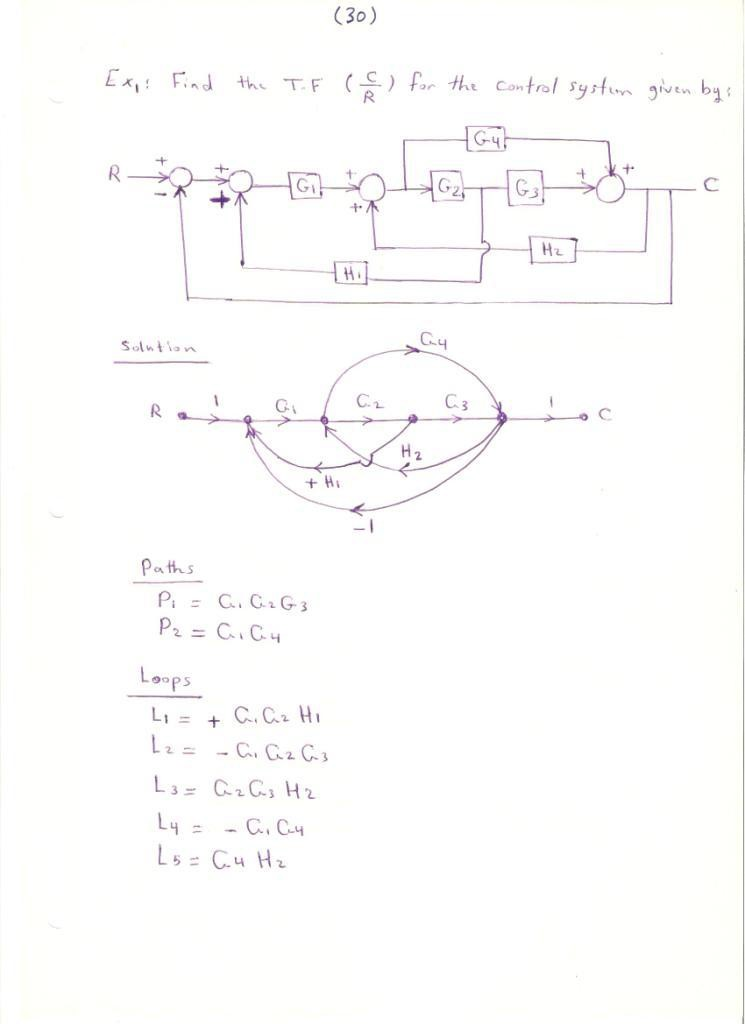 (30)
Ex1: Find the T.F (C/R) for the control system given by:
G4
R + - + + G1 + + G2 G3 + + C
H2
H1
Solution
G4
R 1 G1 G2 G3 1 C
H2
+ H1
-1
Paths
P1 = G1 G2 G3
P2 = G1 G4
Loops
L1 = + G1 G2 H1
L2 = - G1 G2 G3
L3 = G2 G3 H2
L4 = - G1 G4
L5 = G4 H2